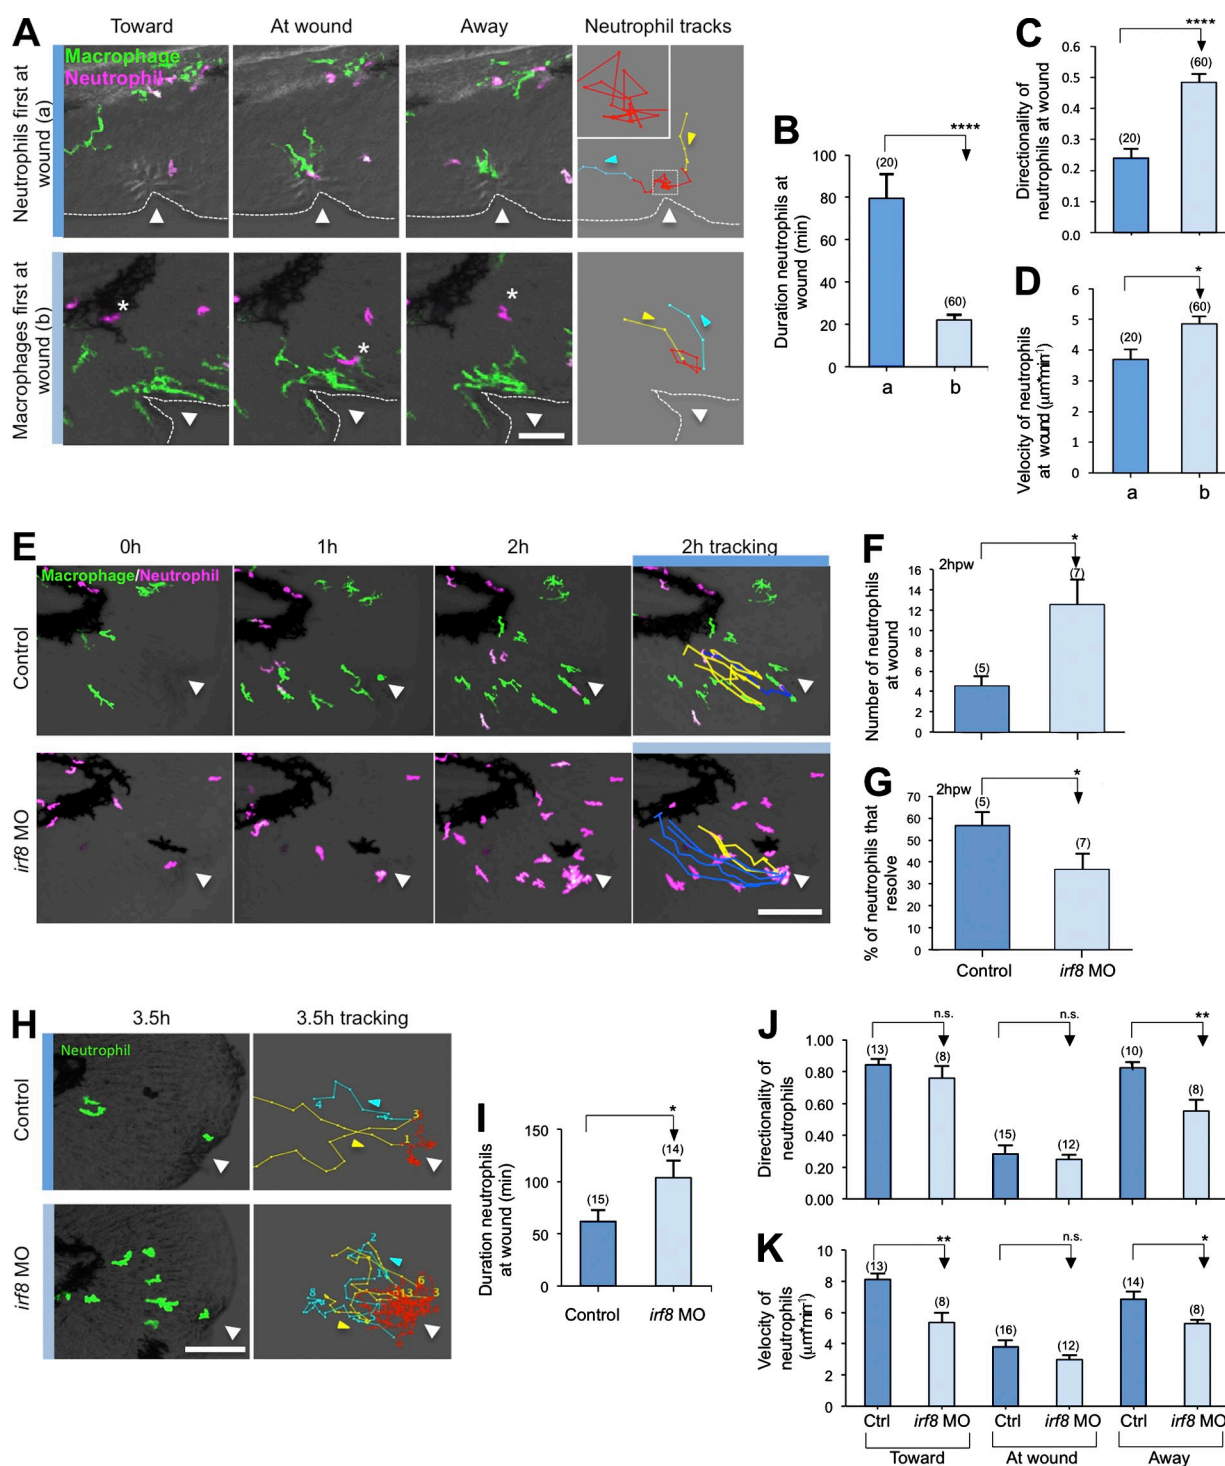 A
Toward
At wound
Away
Neutrophil tracks
Neutrophils first at
wound (a)
Macrophage
Neutrophil
Macrophages first at
wound (b)
*
*
*
B
Duration neutrophils at
wound (min)
100
80
60
40
20
0
(20)
(60)
****
a
b
C
Directionality of
neutrophils at wound
0.6
0.5
0.4
0.3
0.2
0.1
0.0
(20)
(60)
****
D
Velocity of neutrophils
at wound (µm*min⁻¹)
6
5
4
3
2
1
0
(20)
(60)
*
a
b
E
0h
1h
2h
2h tracking
Control
Macrophage/Neutrophil
irf8 MO
F
Number of neutrophils
at wound
2hpw
16
14
12
10
8
6
4
2
0
(5)
(7)
*
G
% of neutrophils that
resolve
2hpw
70
60
50
40
30
20
10
0
(5)
(7)
*
Control
irf8 MO
H
3.5h
3.5h tracking
Control
Neutrophil
4
3
1
irf8 MO
2
6
8
13
3
I
Duration neutrophils
at wound (min)
150
100
50
0
(15)
(14)
*
Control
irf8 MO
J
Directionality of
neutrophils
1.00
0.80
0.60
0.40
0.20
0.00
(13)
(8)
n.s.
(15)
(12)
n.s.
(10)
(8)
**
K
Velocity of
neutrophils
(µm*min⁻¹)
10
8
6
4
2
0
(13)
(8)
**
(16)
(12)
n.s.
(14)
(8)
*
Ctrl
irf8 MO
Ctrl
irf8 MO
Ctrl
irf8 MO
Toward
At wound
Away